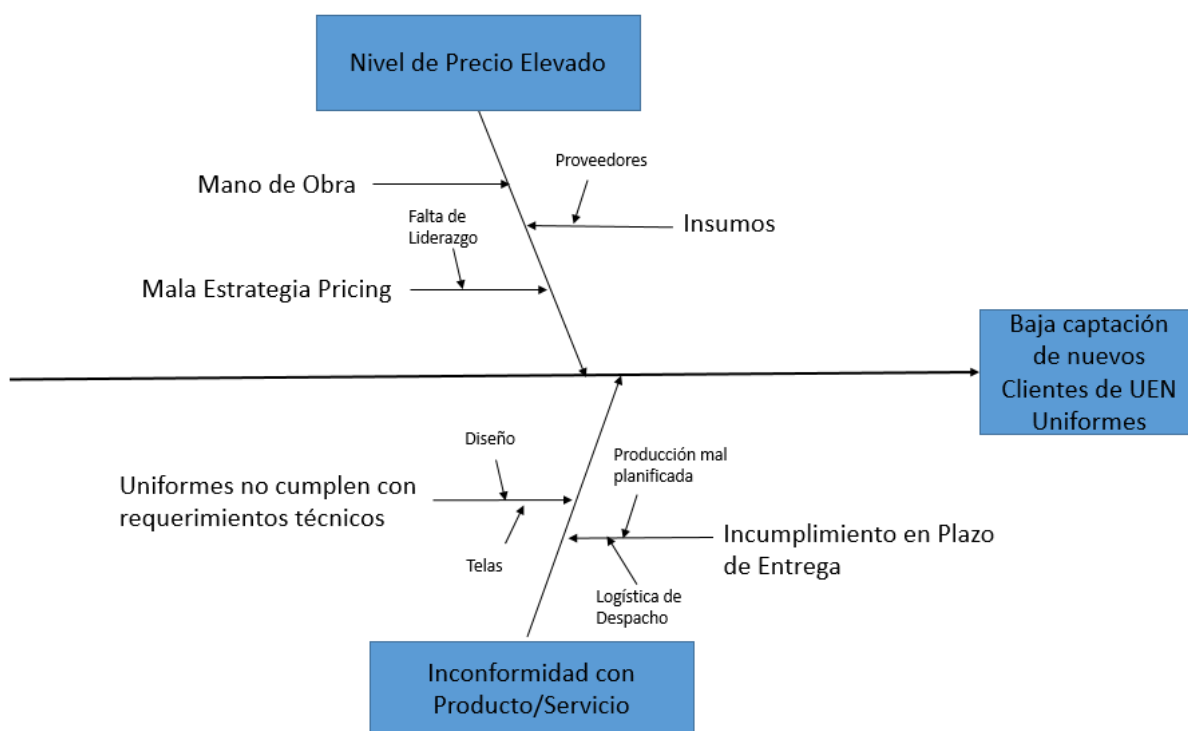 Nivel de Precio Elevado
Proveedores
Mano de Obra
Falta de
Liderazgo
Insumos
Mala Estrategia Pricing
Baja captación
de nuevos
Clientes de UEN
Uniformes
Diseño
Producción mal
planificada
Uniformes no cumplen con
requerimientos técnicos
Incumplimiento en Plazo
de Entrega
Telas
Logística de
Despacho
Inconformidad con
Producto/Servicio